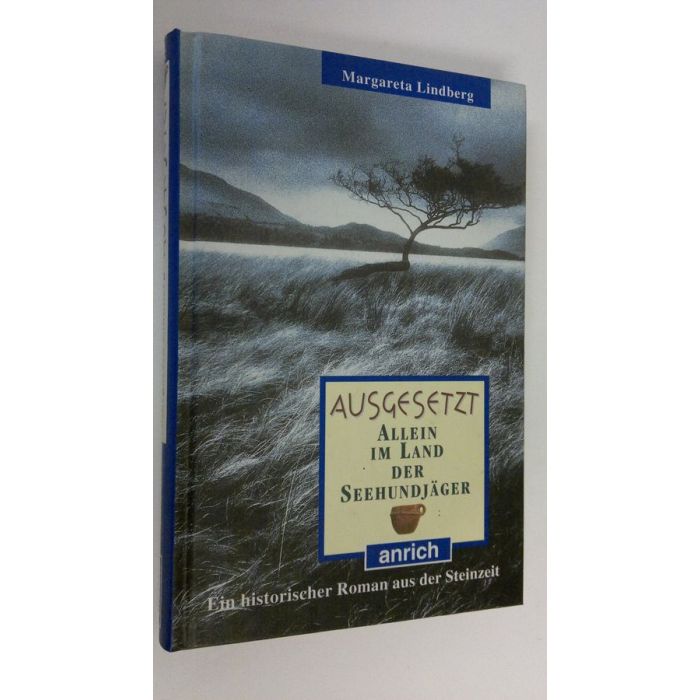 Margareta Lindberg
AUSGESETZT
ALLEIN
IM LAND
DER
SEEHUNDJÄGER
anrich
Ein historischer Roman aus der Steinzeit